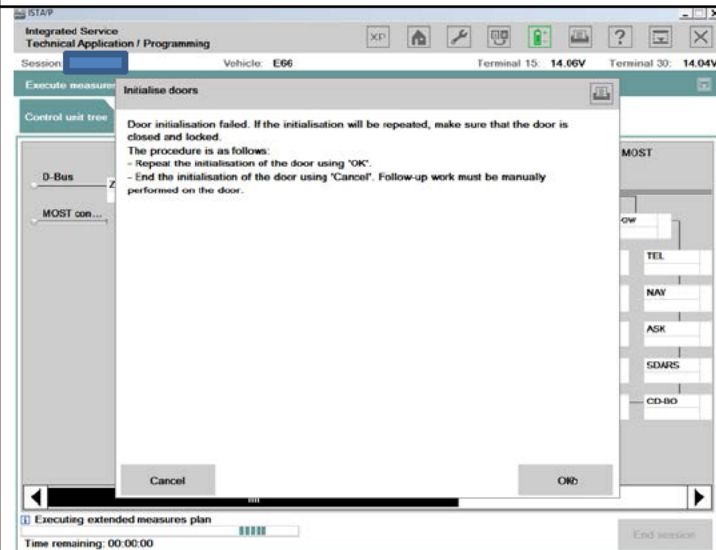 ISTA/P
Integrated Service
Technical Application / Programming
XP
?
Session:
Vehicle: E66
Terminal 15: 14.06V
Terminal 30: 14.04V
Execute measure
Initialise doors
Control unit tree
Door initialisation failed. If the initialisation will be repeated, make sure that the door is
closed and locked.
The procedure is as follows:
- Repeat the initialisation of the door using 'OK'.
- End the initialisation of the door using 'Cancel'. Follow-up work must be manually
performed on the door.
MOST
D-Bus
Z
MOST con...
OW
TEL
NAV
ASK
SDARS
CD-BO
Cancel
OK
Executing extended measures plan
Time remaining: 00:00:00
End session